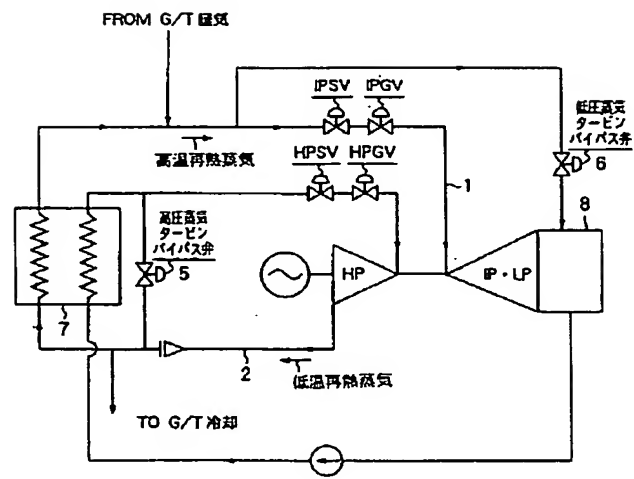 FROM G/T 蒸気
IPSV
IPGV
低圧蒸気
タービン
バイパス弁
6
高温再熱蒸気
HPSV
HPGV
1
8
高圧蒸気
タービン
バイパス弁
5
HP
IP・LP
7
2
低温再熱蒸気
TO G/T 冷却